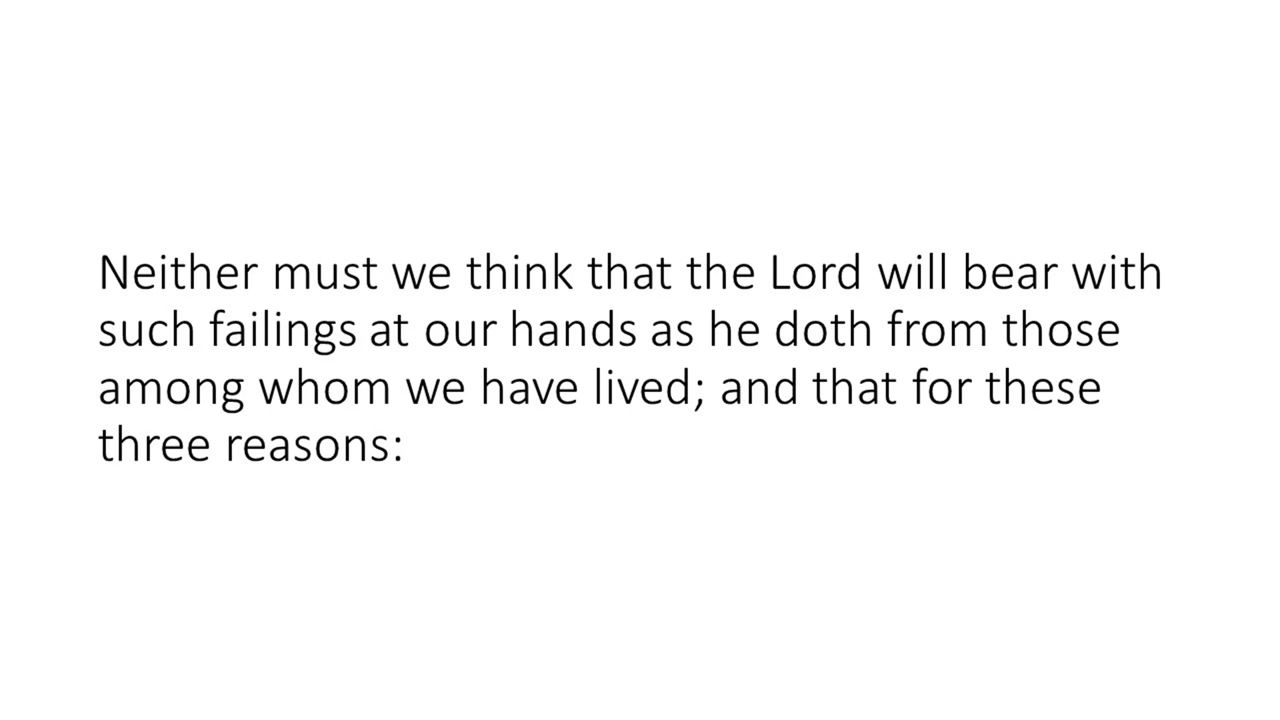 Neither must we think that the Lord will bear with
such failings at our hands as he doth from those
among whom we have lived; and that for these
three reasons: